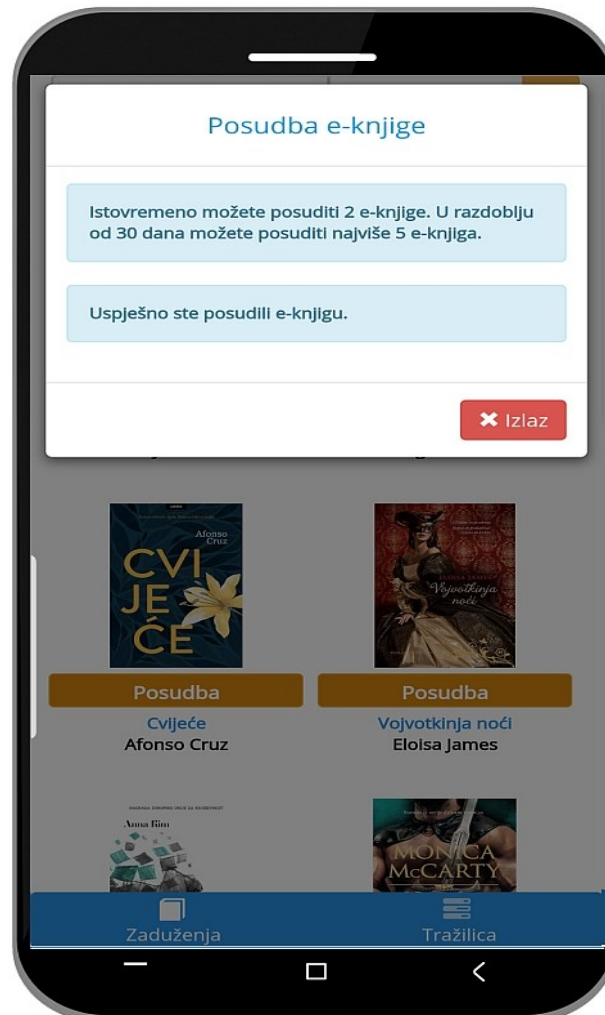 Posudba e-knjige
Istovremeno možete posuditi 2 e-knjige. U razdoblju
od 30 dana možete posuditi najviše 5 e-knjiga.
Uspješno ste posudili e-knjigu.
Izlaz
Afonso
Cruz
CVI
JE
ĆE
ELOISA JAMES
Vojvotkinja
noći
Posudba
Posudba
Cvijeće
Vojvotkinja noći
Afonso Cruz
Eloisa James
Anna Kim
MONICA
McCARTY
Zaduženja
Tražilica